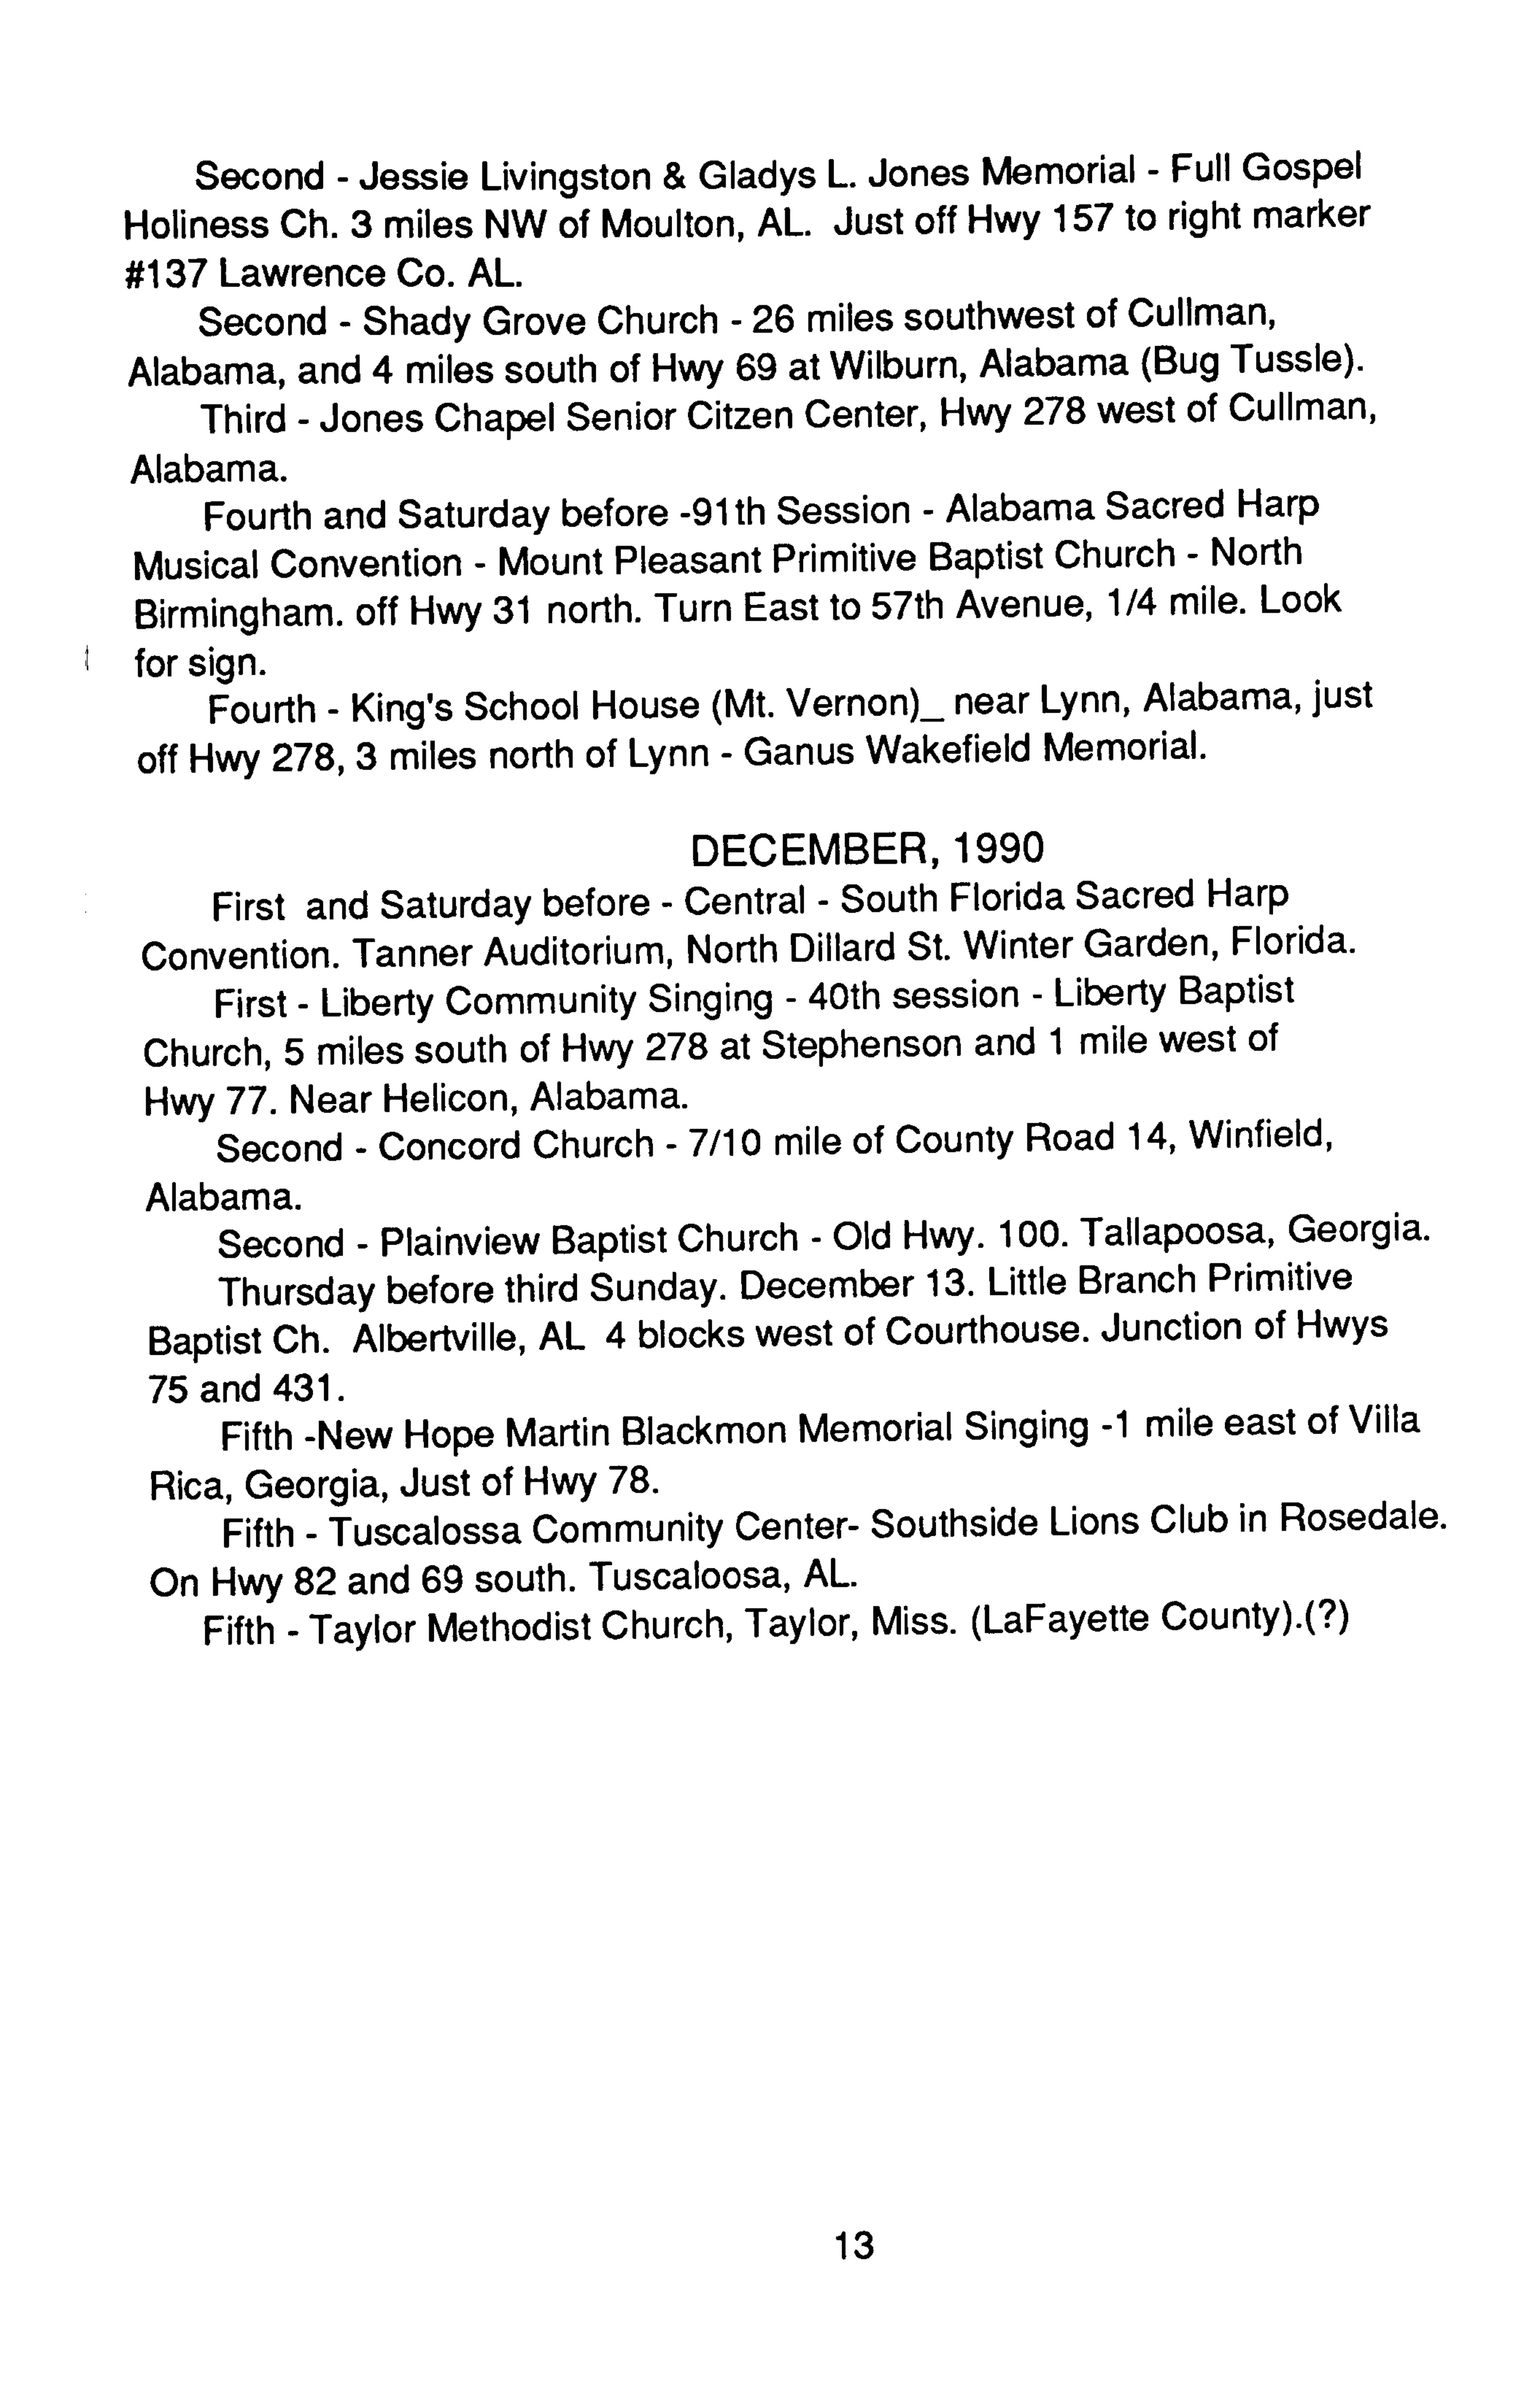 Second - Jessie Livingston & Gladys L. Jones Memorial - Full Gospel
Holiness Ch. 3 miles NW of Moulton, AL. Just off Hwy 157 to right marker
#137 Lawrence Co. AL.
Second - Shady Grove Church - 26 miles southwest of Cullman,
Alabama, and 4 miles south of Hwy 69 at Wilburn, Alabama (Bug Tussle).
Third - Jones Chapel Senior Citzen Center, Hwy 278 west of Cullman,
Alabama.
Fourth and Saturday before -91th Session - Alabama Sacred Harp
Musical Convention - Mount Pleasant Primitive Baptist Church - North
Birmingham. off Hwy 31 north. Turn East to 57th Avenue, 1/4 mile. Look
for sign.
Fourth - King's School House (Mt. Vernon)_ near Lynn, Alabama, just
off Hwy 278, 3 miles north of Lynn - Ganus Wakefield Memorial.
DECEMBER, 1990
First and Saturday before - Central - South Florida Sacred Harp
Convention. Tanner Auditorium, North Dillard St. Winter Garden, Florida.
First - Liberty Community Singing - 40th session - Liberty Baptist
Church, 5 miles south of Hwy 278 at Stephenson and 1 mile west of
Hwy 77. Near Helicon, Alabama.
Second - Concord Church - 7/10 mile of County Road 14, Winfield,
Alabama.
Second - Plainview Baptist Church - Old Hwy. 100. Tallapoosa, Georgia.
Thursday before third Sunday. December 13. Little Branch Primitive
Baptist Ch. Albertville, AL 4 blocks west of Courthouse. Junction of Hwys
75 and 431.
Fifth -New Hope Martin Blackmon Memorial Singing -1 mile east of Villa
Rica, Georgia, Just of Hwy 78.
Fifth - Tuscalossa Community Center- Southside Lions Club in Rosedale.
On Hwy 82 and 69 south. Tuscaloosa, AL.
Fifth - Taylor Methodist Church, Taylor, Miss. (LaFayette County).(?)
13